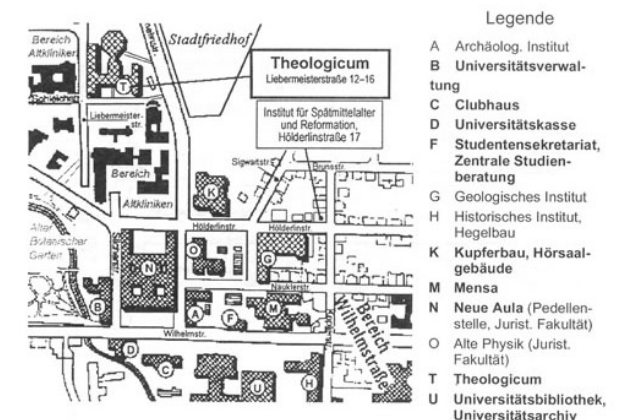 Bereich
Altkliniken
Stadtfriedhof
T
Theologicum
Liebermeisterstraße 12–16
Schleichstr.
Liebermeister-
str.
Institut für Spätmittelalter
und Reformation,
Hölderlinstraße 17
Sigwartstr.
Brunsstr.
Bereich
Altkliniken
K
Alter
Botanischer
Garten
Hölderlinstr.
Hölderlinstr.
N
O
G
Nauklerstr.
B
A
F
M
Wilhelmstr.
Bereich
Wilhelmstraße
D
C
U
H
Legende
A Archäolog. Institut
B Universitätsverwal-
tung
C Clubhaus
D Universitätskasse
F Studentensekretariat,
Zentrale Studien-
beratung
G Geologisches Institut
H Historisches Institut,
Hegelbau
K Kupferbau, Hörsaal-
gebäude
M Mensa
N Neue Aula (Pedellen-
stelle, Jurist. Fakultät)
O Alte Physik (Jurist.
Fakultät)
T Theologicum
U Universitätsbibliothek,
Universitätsarchiv